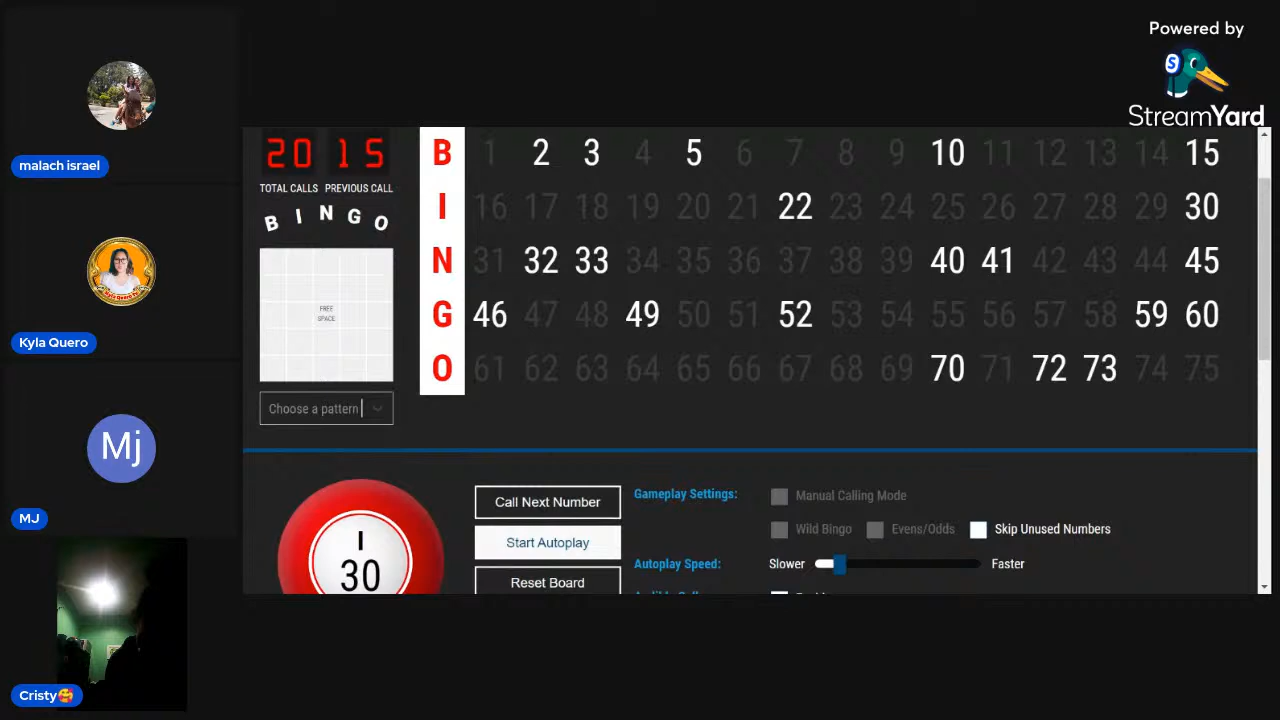 Powered by
StreamYard
malach israel
Kyla Quero
Mj
MJ
Cristy🥰
20 15
TOTAL CALLS PREVIOUS CALL
BINGO
FREE
SPACE
Choose a pattern
B 1 2 3 4 5 6 7 8 9 10 11 12 13 14 15
I 16 17 18 19 20 21 22 23 24 25 26 27 28 29 30
N 31 32 33 34 35 36 37 38 39 40 41 42 43 44 45
G 46 47 48 49 50 51 52 53 54 55 56 57 58 59 60
O 61 62 63 64 65 66 67 68 69 70 71 72 73 74 75
I
30
Call Next Number
Start Autoplay
Reset Board
Gameplay Settings:
Manual Calling Mode
Wild Bingo Evens/Odds Skip Unused Numbers
Autoplay Speed:
Slower Faster